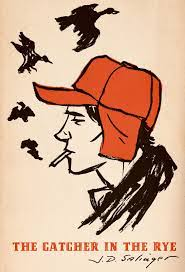 THE CATCHER IN THE RYE
J. D. Salinger